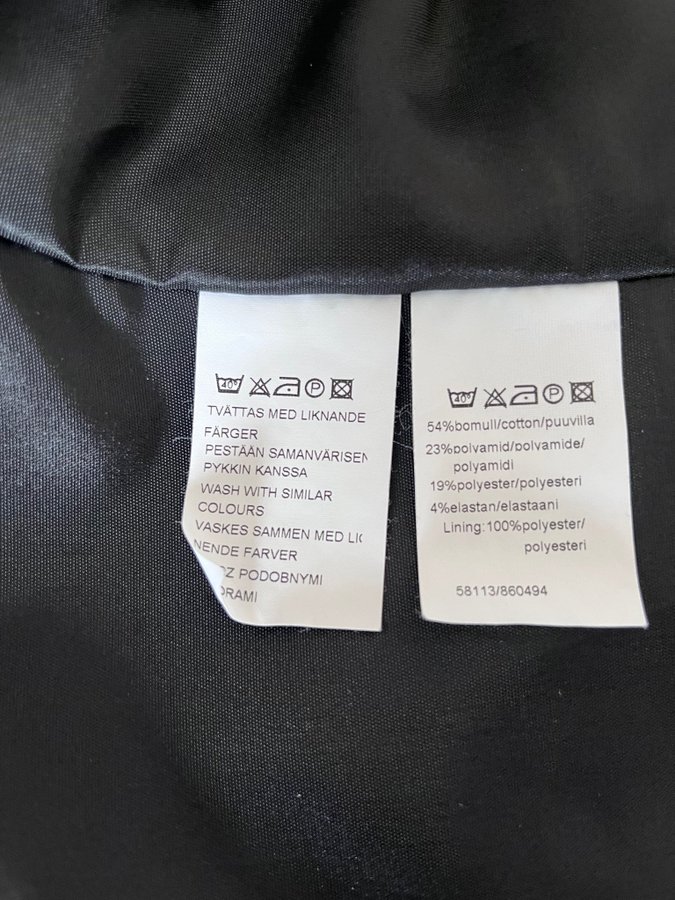 40°
P
TVÄTTAS MED LIKNANDE
FÄRGER
PESTÄÄN SAMANVÄRISEN
PYKKIN KANSSA
WASH WITH SIMILAR
COLOURS
VASKES SAMMEN MED LIG
NENDE FARVER
PODOBNYMI
40°
P
54%bomull/cotton/puuvilla
23%polyamid/polyamide/
polyamidi
19%polyester/polyesteri
4%elastan/elastaani
Lining:100%polyester/
polyesteri
58113/860494